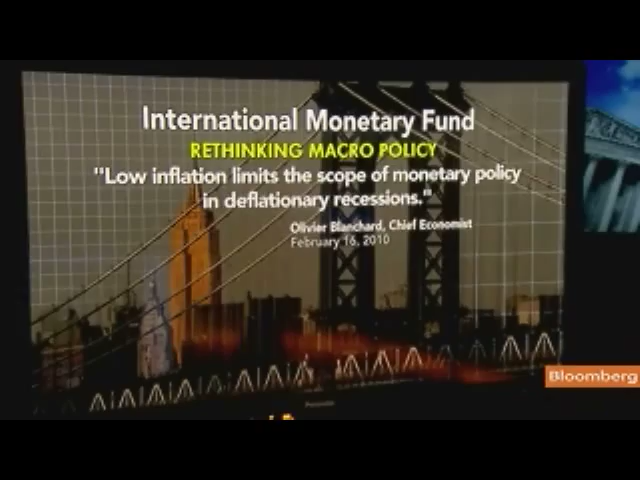 International Monetary Fund
RETHINKING MACRO POLICY
"Low inflation limits the scope of monetary policy
in deflationary recessions."
Olivier Blanchard, Chief Economist
February 16, 2010
Bloomberg